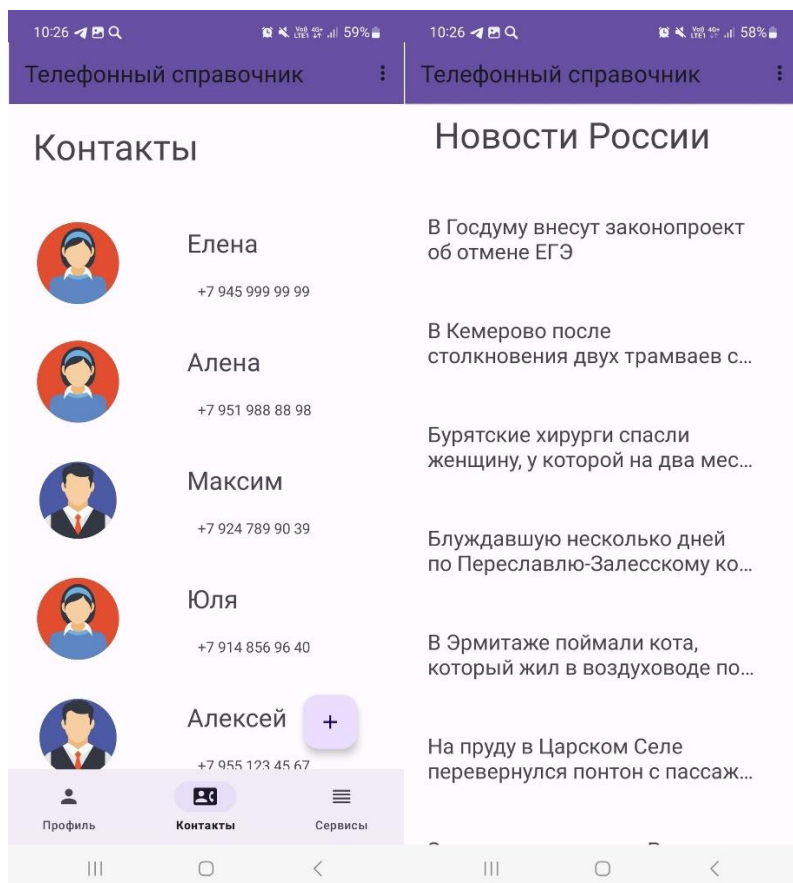 10:26 59%
Телефонный справочник
Контакты
Елена
+7 945 999 99 99
Алена
+7 951 988 88 98
Максим
+7 924 789 90 39
Юля
+7 914 856 96 40
Алексей
+
+7 955 123 45 67
Профиль Контакты Сервисы
10:26 58%
Телефонный справочник
Новости России
В Госдуму внесут законопроект
об отмене ЕГЭ
В Кемерово после
столкновения двух трамваев с...
Бурятские хирурги спасли
женщину, у которой на два мес...
Блуждавшую несколько дней
по Переславлю-Залесскому ко...
В Эрмитаже поймали кота,
который жил в воздуховоде по...
На пруду в Царском Селе
перевернулся понтон с пассаж...